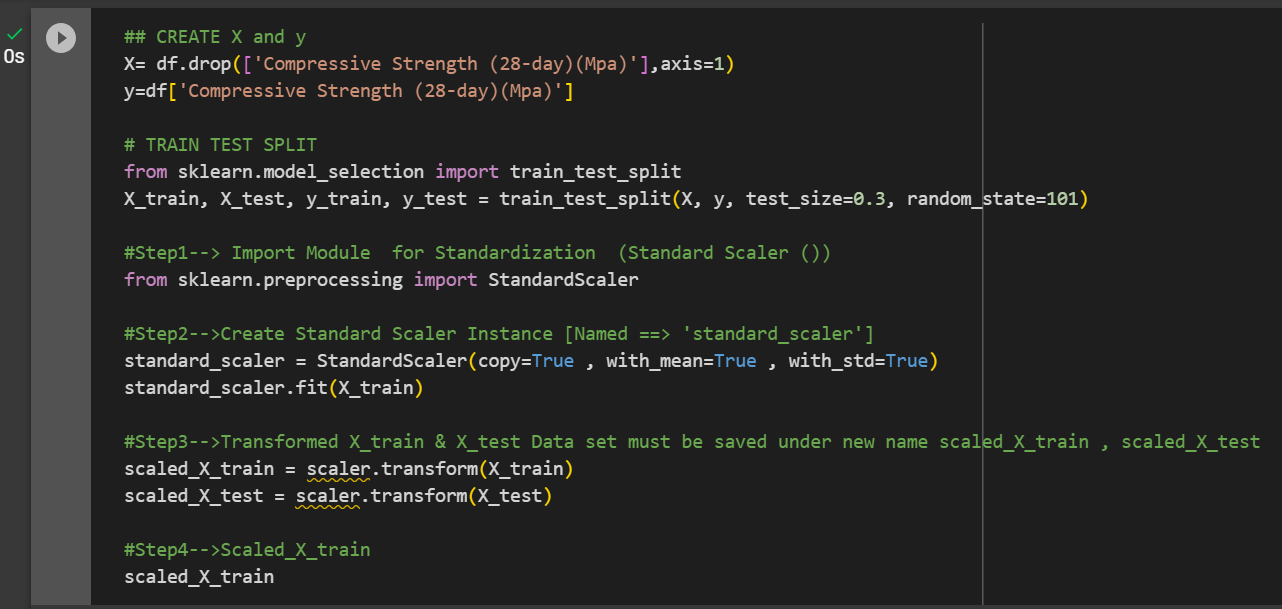 ## CREATE X and y
X= df.drop(['Compressive Strength (28-day)(Mpa)'],axis=1)
y=df['Compressive Strength (28-day)(Mpa)']
# TRAIN TEST SPLIT
from sklearn.model_selection import train_test_split
X_train, X_test, y_train, y_test = train_test_split(X, y, test_size=0.3, random_state=101)
#Step1--> Import Module  for Standardization  (Standard Scaler ())
from sklearn.preprocessing import StandardScaler
#Step2-->Create Standard Scaler Instance [Named ==> 'standard_scaler']
standard_scaler = StandardScaler(copy=True , with_mean=True , with_std=True)
standard_scaler.fit(X_train)
#Step3-->Transformed X_train & X_test Data set must be saved under new name scaled_X_train , scaled_X_test
scaled_X_train = scaler.transform(X_train)
scaled_X_test = scaler.transform(X_test)
#Step4-->Scaled_X_train
scaled_X_train
0s